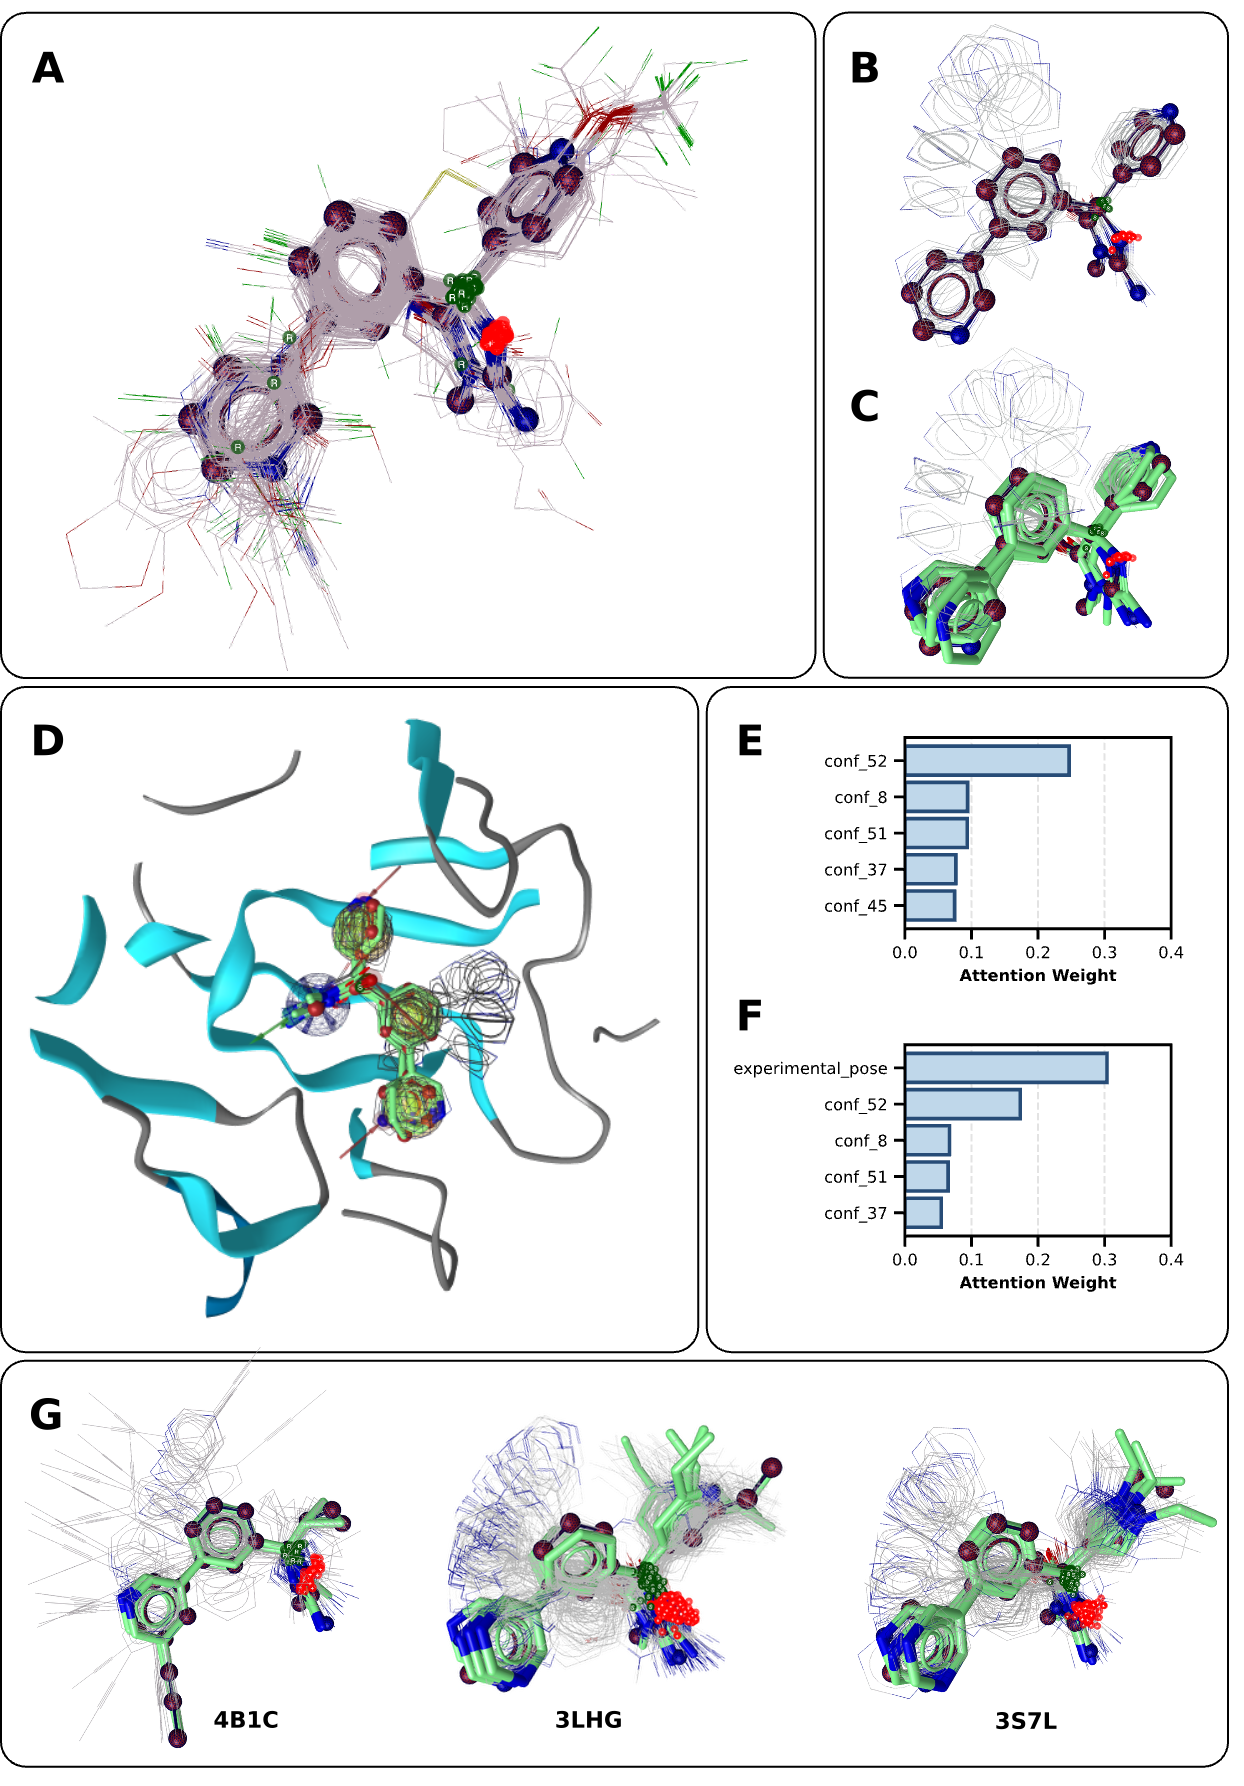 A
B
C
D
E
conf_52
conf_8
conf_51
conf_37
conf_45
0.0 0.1 0.2 0.3 0.4
Attention Weight
F
experimental_pose
conf_52
conf_8
conf_51
conf_37
0.0 0.1 0.2 0.3 0.4
Attention Weight
G
4B1C 3LHG 3S7L